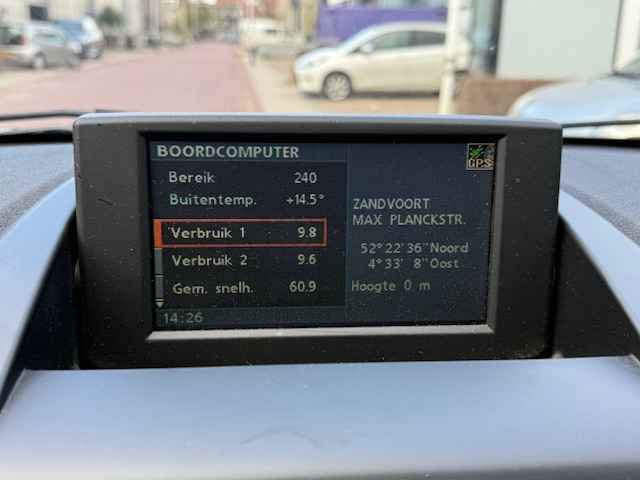 BOORDCOMPUTER
GPS
Bereik 240
Buitentemp. +14.5°
Verbruik 1 9.8
Verbruik 2 9.6
Gem. snelh. 60.9
14:26
ZANDVOORT
MAX PLANCKSTR.
52°22'36"Noord
4°33' 8"Oost
Hoogte 0 m